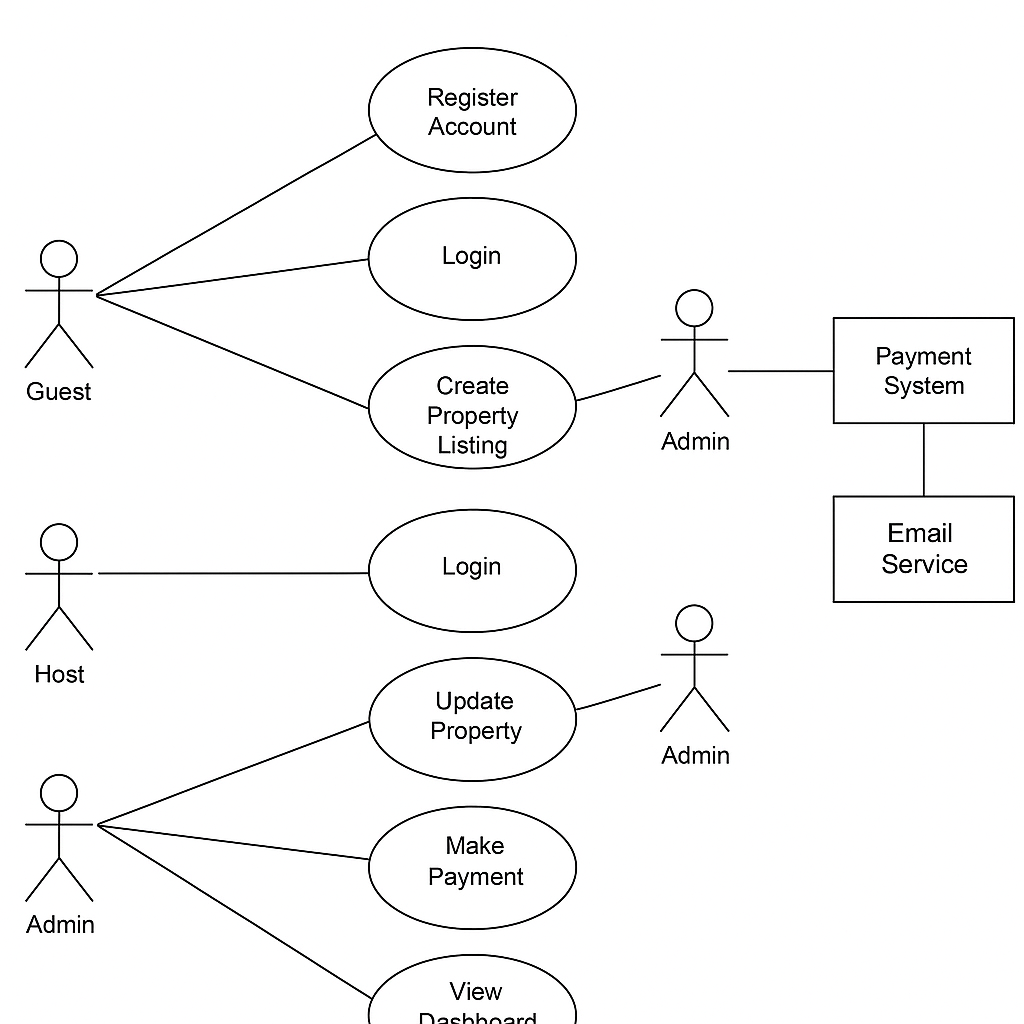 Register
Account
Login
Guest
Create
Property
Listing
Admin
Payment
System
Email
Service
Login
Host
Update
Property
Admin
Make
Payment
Admin
View
Dashboard